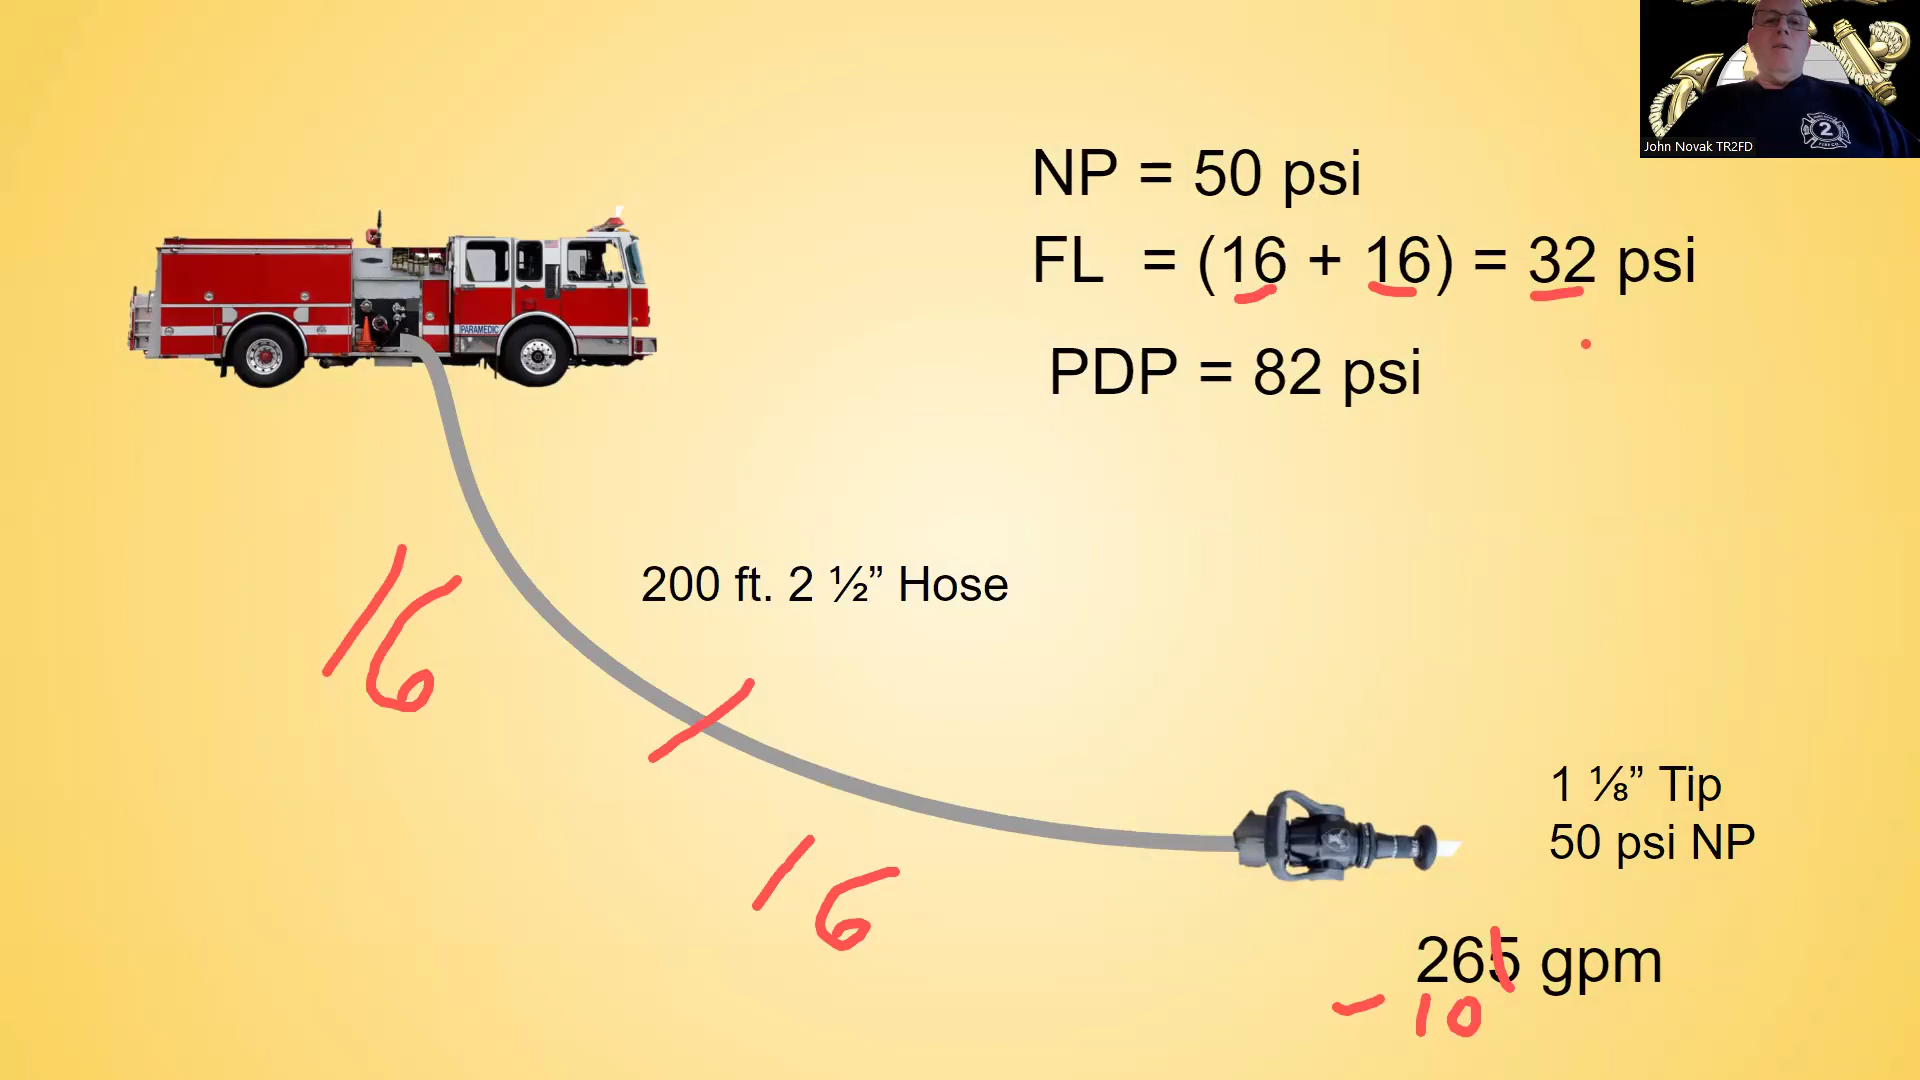 John Novak TR2FD
2
NP = 50 psi
FL = (16 + 16) = 32 psi
PDP = 82 psi
PARAMEDIC
200 ft. 2 ½” Hose
16
16
1 ⅛” Tip
50 psi NP
265 gpm
- 10